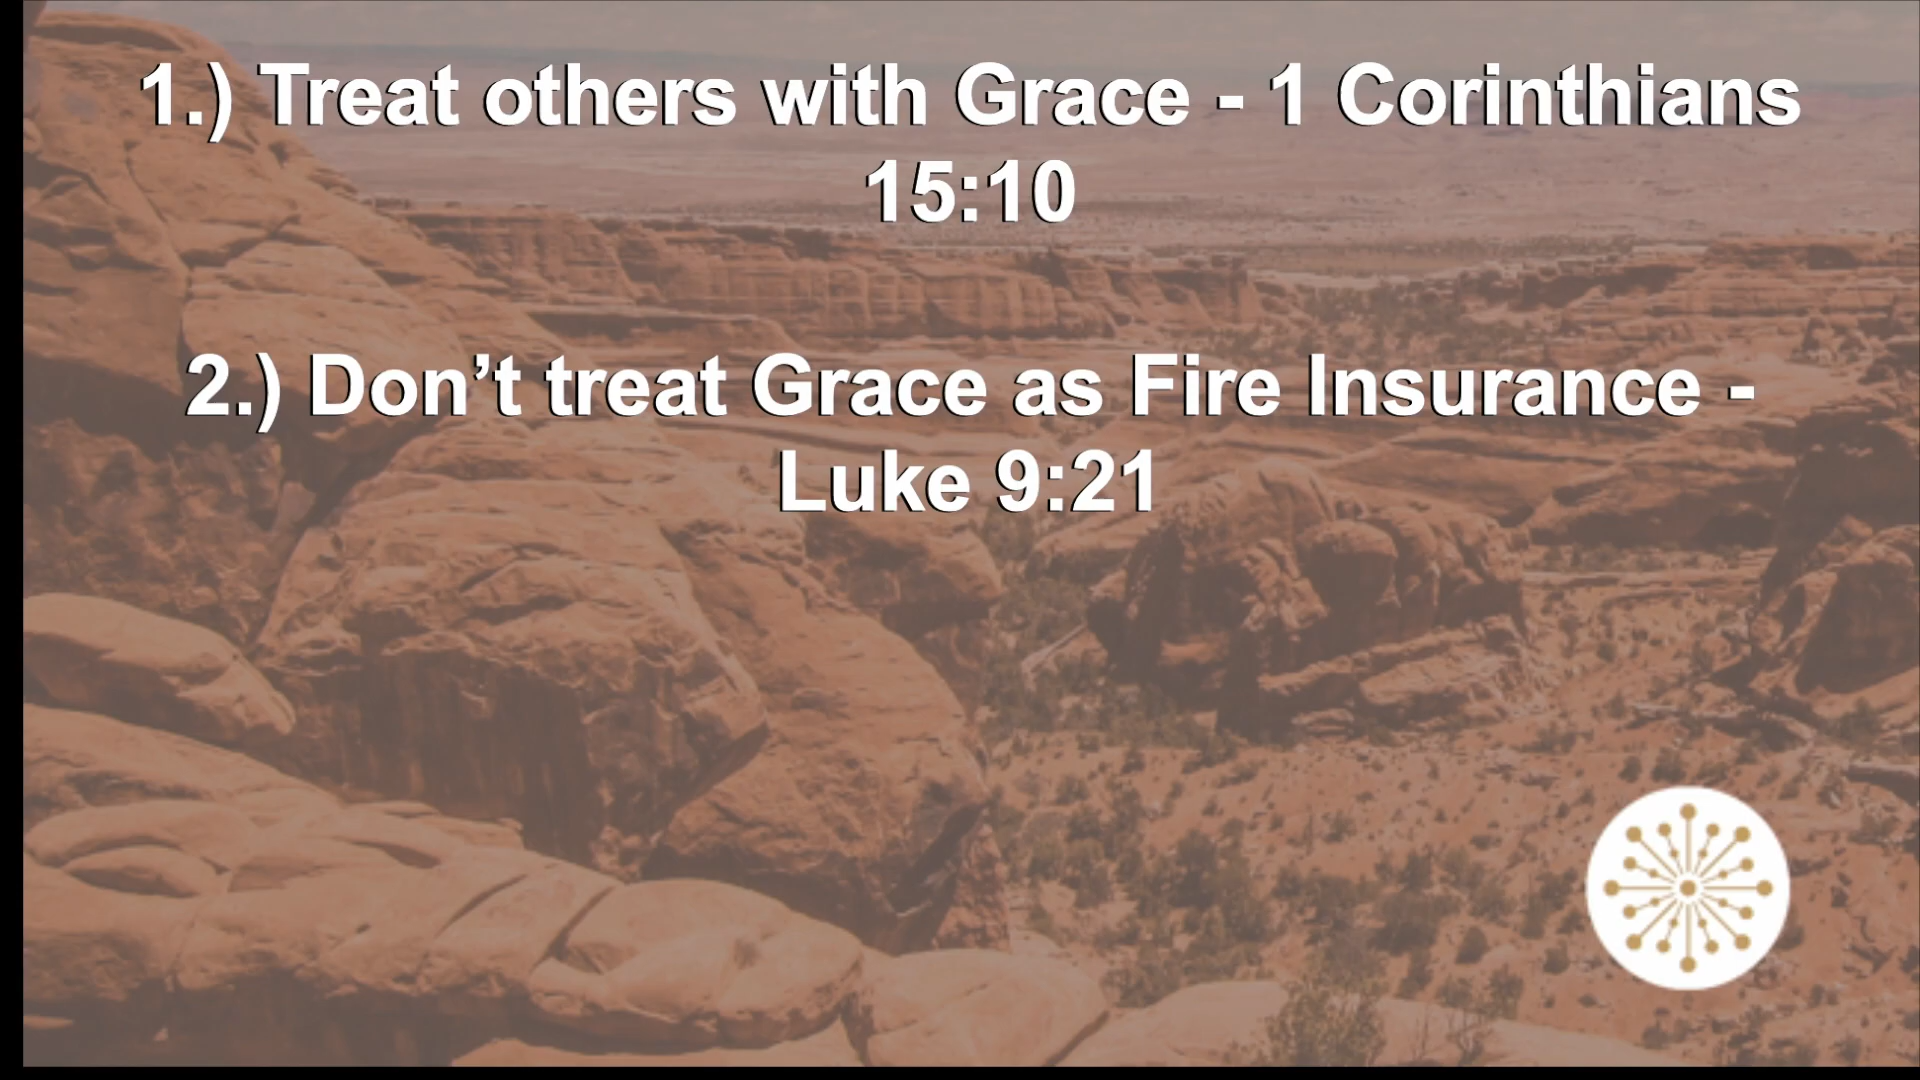 1.) Treat others with Grace - 1 Corinthians
15:10
2.) Don’t treat Grace as Fire Insurance -
Luke 9:21